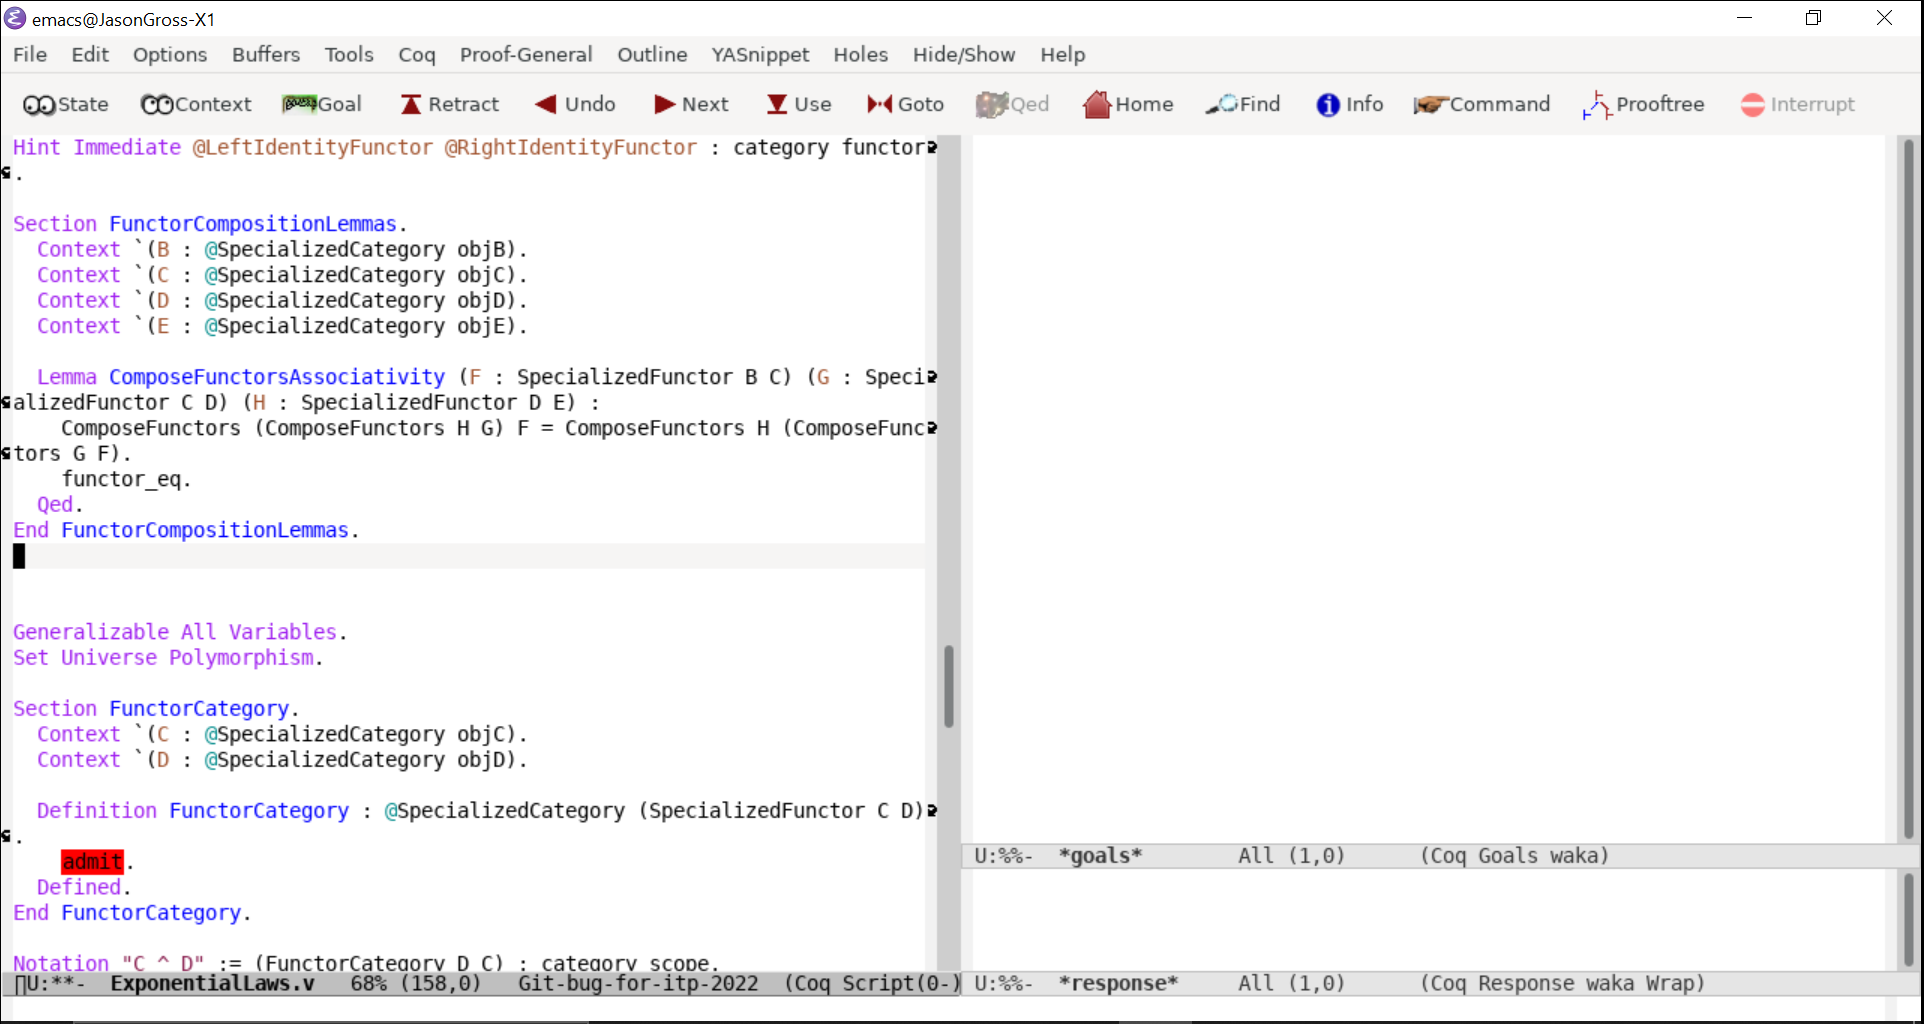 emacs@JasonGross-X1
File Edit Options Buffers Tools Coq Proof-General Outline YASnippet Holes Hide/Show Help
State Context Goal Retract Undo Next Use Goto Qed Home Find Info Command Prooftree Interrupt
Hint Immediate @LeftIdentityFunctor @RightIdentityFunctor : category functor
.
Section FunctorCompositionLemmas.
  Context `(B : @SpecializedCategory objB).
  Context `(C : @SpecializedCategory objC).
  Context `(D : @SpecializedCategory objD).
  Context `(E : @SpecializedCategory objE).
  Lemma ComposeFunctorsAssociativity (F : SpecializedFunctor B C) (G : Speci
alizedFunctor C D) (H : SpecializedFunctor D E) :
    ComposeFunctors (ComposeFunctors H G) F = ComposeFunctors H (ComposeFunc
tors G F).
    functor_eq.
  Qed.
End FunctorCompositionLemmas.
Generalizable All Variables.
Set Universe Polymorphism.
Section FunctorCategory.
  Context `(C : @SpecializedCategory objC).
  Context `(D : @SpecializedCategory objD).
  Definition FunctorCategory : @SpecializedCategory (SpecializedFunctor C D)
.
    admit.
  Defined.
End FunctorCategory.
Notation "C ^ D" := (FunctorCategory D C) : category_scope.
U:**- ExponentialLaws.v 68% (158,0) Git-bug-for-itp-2022 (Coq Script(0-)
U:%%- *goals* All (1,0) (Coq Goals waka)
U:%%- *response* All (1,0) (Coq Response waka Wrap)